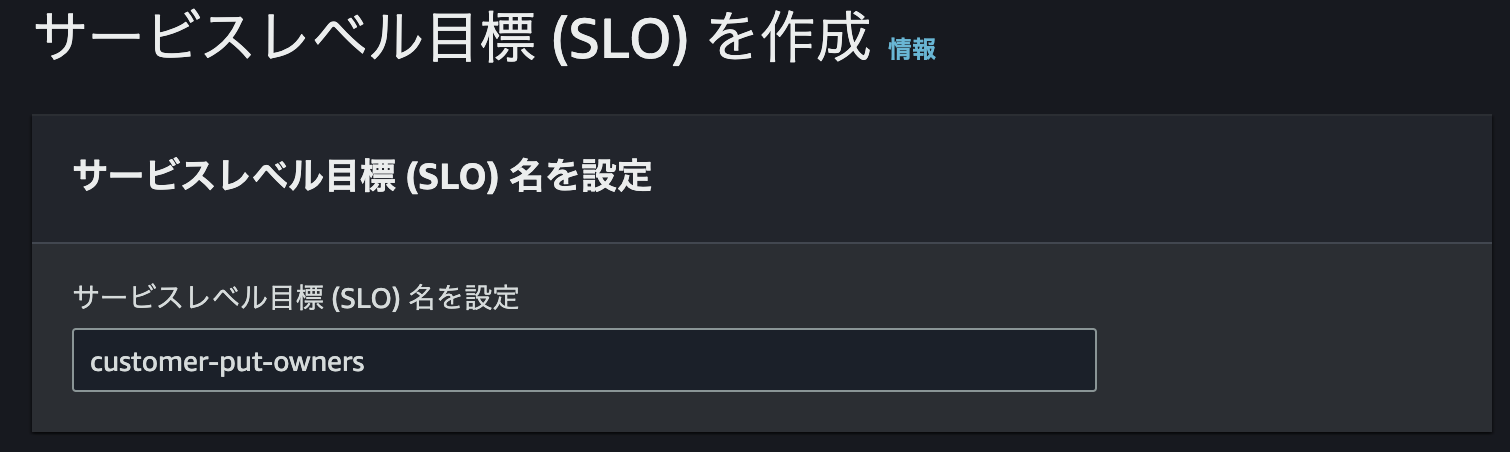 サービスレベル目標 (SLO) を作成 情報
サービスレベル目標 (SLO) 名を設定
サービスレベル目標 (SLO) 名を設定
customer-put-owners